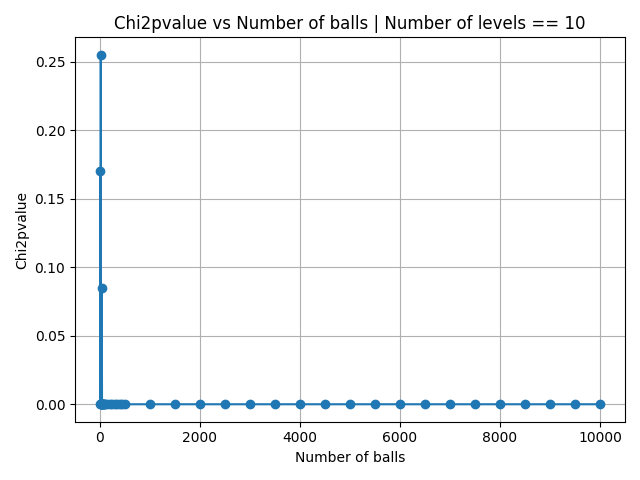 Chi2pvalue vs Number of balls | Number of levels == 10
0.25
0.20
0.15
0.10
0.05
0.00
Chi2pvalue
0 2000 4000 6000 8000 10000
Number of balls